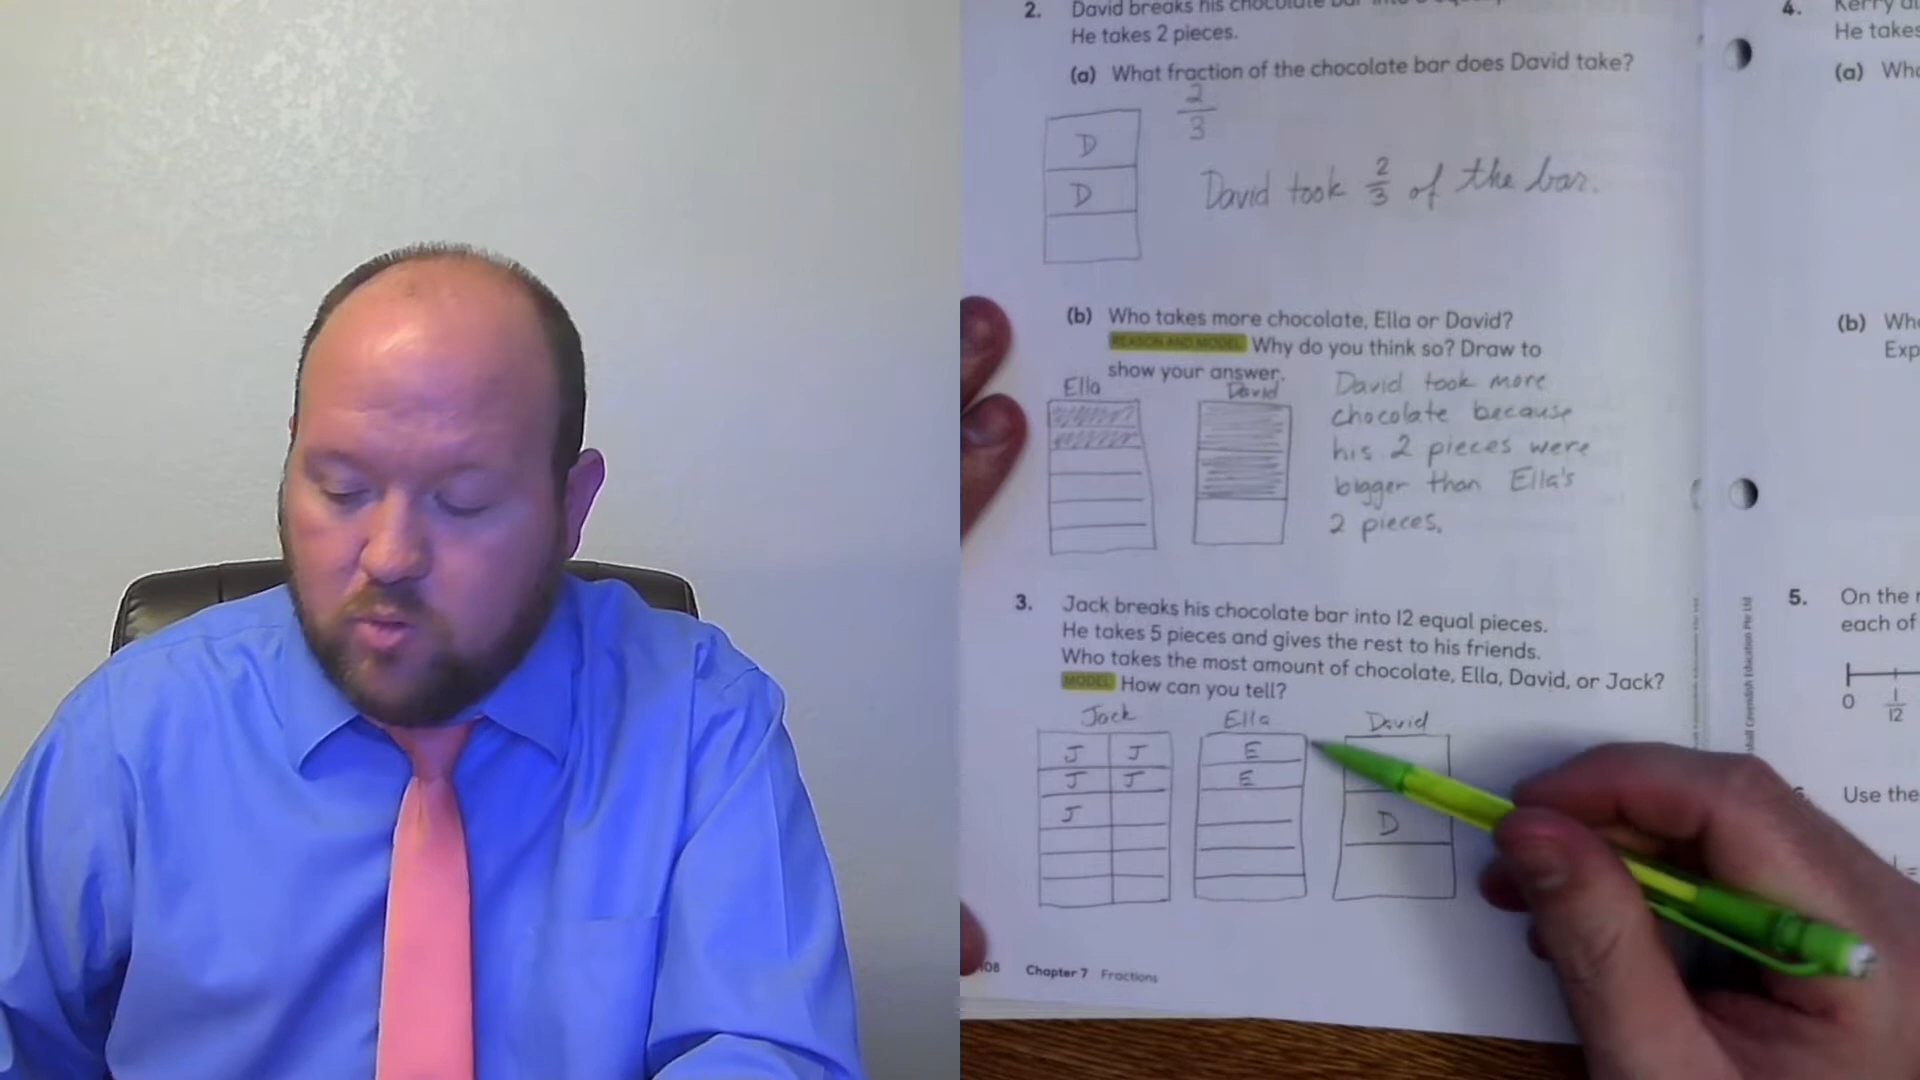 2. David breaks his chocolate bar into
He takes 2 pieces.
(a) What fraction of the chocolate bar does David take?
2
3
D
D
David took 2/3 of the bar.
(b) Who takes more chocolate, Ella or David?
REASON AND MODEL Why do you think so? Draw to
show your answer.
Ella
David
David took more
chocolate because
his 2 pieces were
bigger than Ella's
2 pieces.
3. Jack breaks his chocolate bar into 12 equal pieces.
He takes 5 pieces and gives the rest to his friends.
Who takes the most amount of chocolate, Ella, David, or Jack?
MODEL How can you tell?
Jack
Ella
David
J J
J J
J
E
E
D
108 Chapter 7 Fractions
4. Kerry
He takes
(a)
(b)
5. On the
each of
0 1/12
Use the